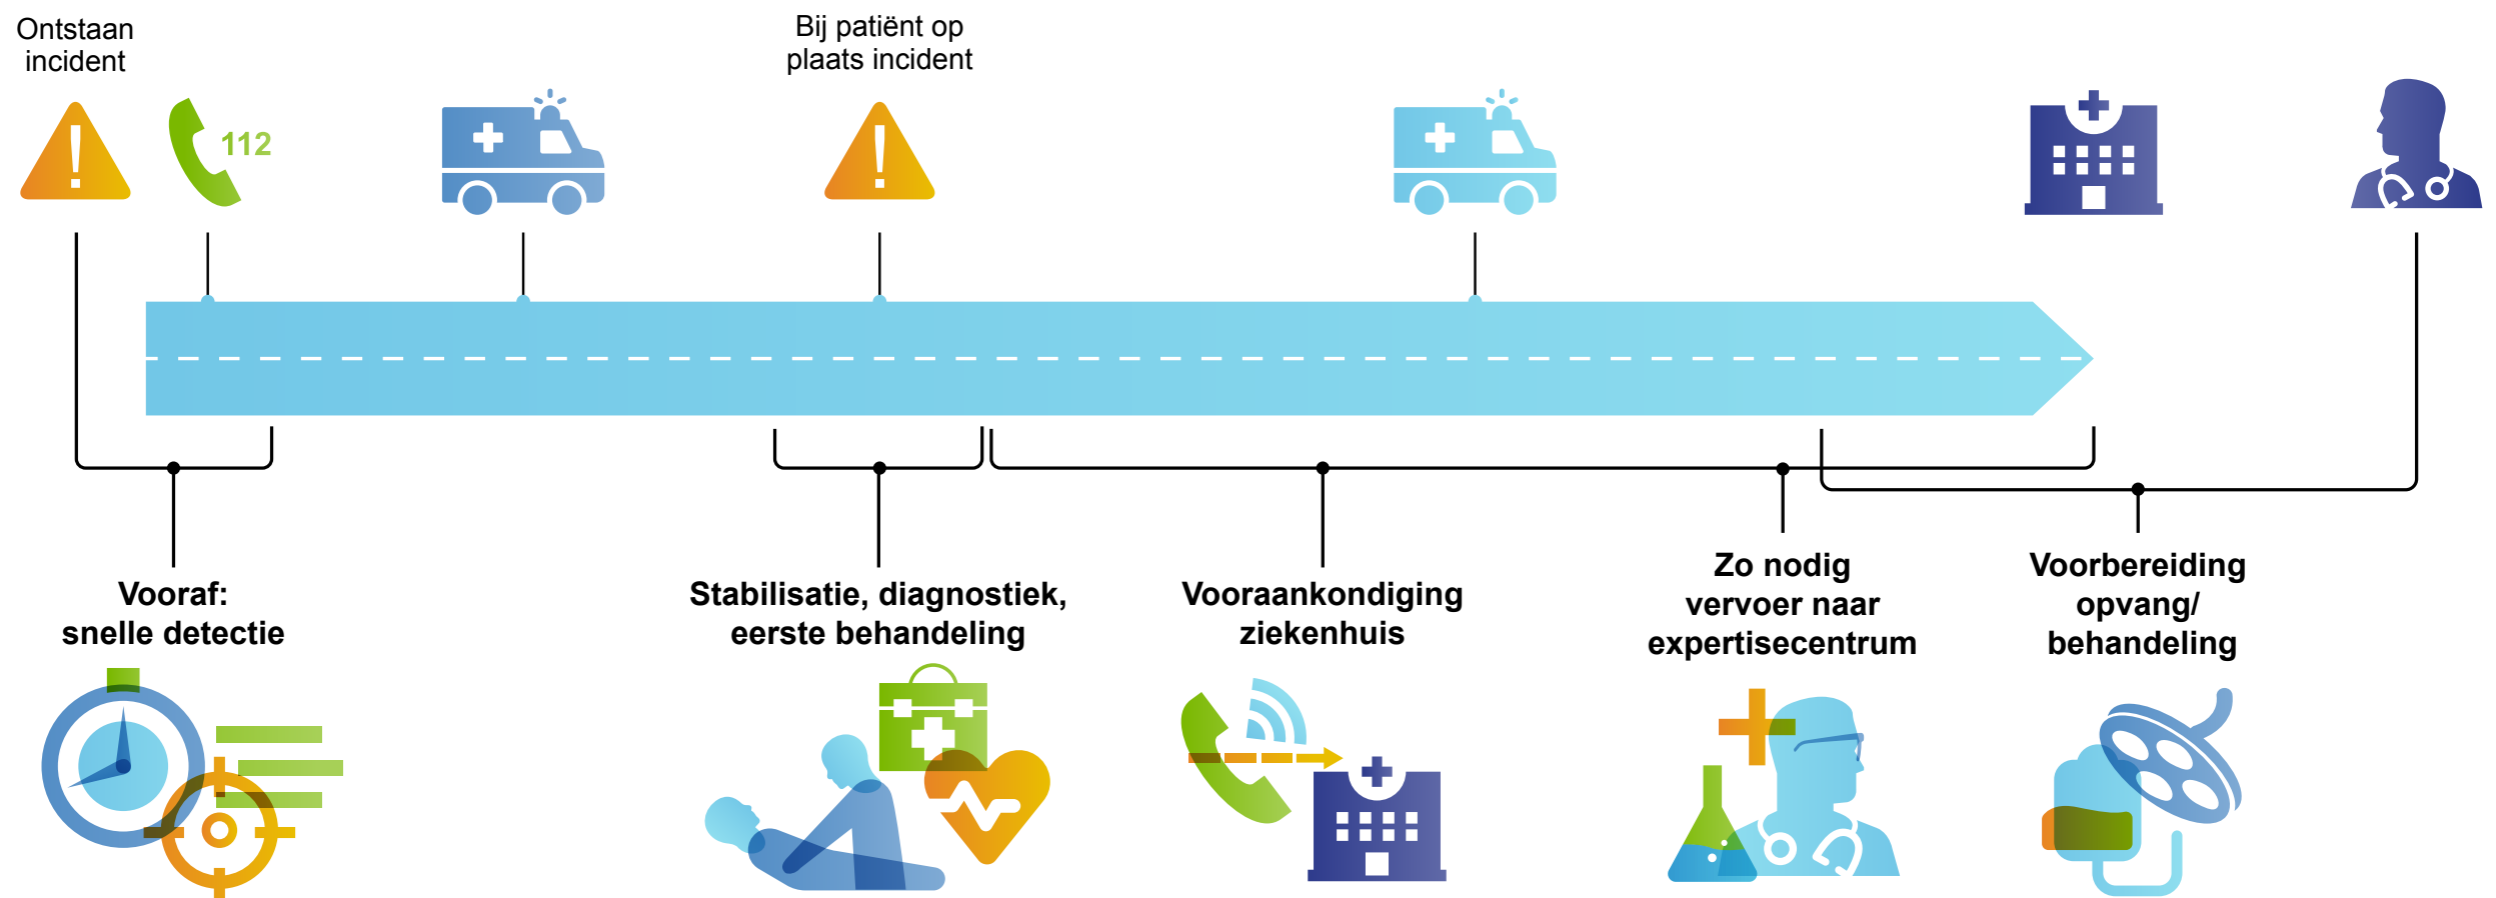 Ontstaan
incident
112
Bij patiënt op
plaats incident
Vooraf:
snelle detectie
Stabilisatie, diagnostiek,
eerste behandeling
Vooraankondiging
ziekenhuis
Zo nodig
vervoer naar
expertisecentrum
Voorbereiding
opvang/
behandeling